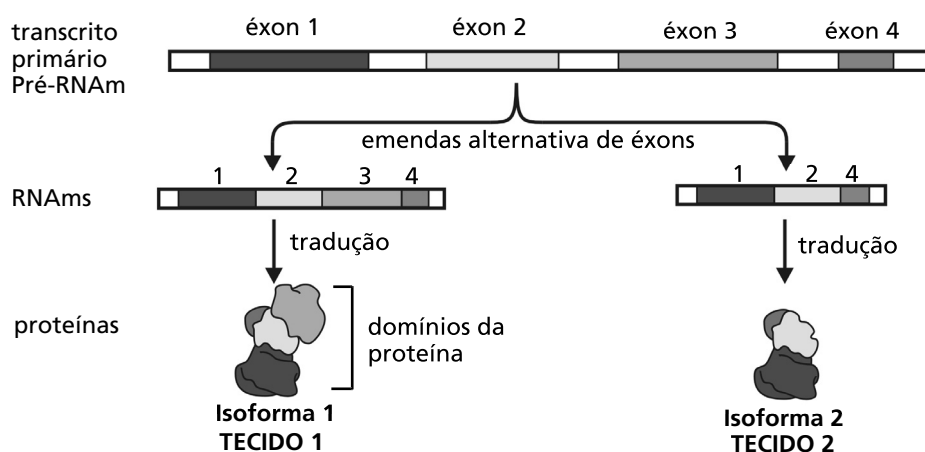 transcrito
primário
Pré-RNAm
éxon 1
éxon 2
éxon 3
éxon 4
emendas alternativa de éxons
RNAms
1
2
3
4
1
2
4
tradução
tradução
proteínas
domínios da
proteína
Isoforma 1
TECIDO 1
Isoforma 2
TECIDO 2